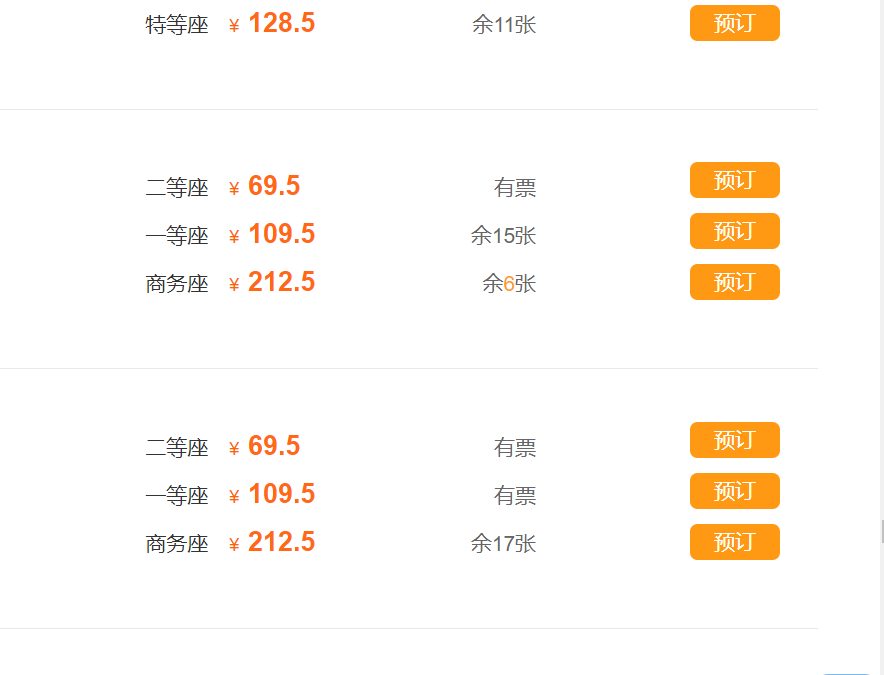 特等座 ¥ 128.5 余11张 预订
二等座 ¥ 69.5 有票 预订
一等座 ¥ 109.5 余15张 预订
商务座 ¥ 212.5 余6张 预订
二等座 ¥ 69.5 有票 预订
一等座 ¥ 109.5 有票 预订
商务座 ¥ 212.5 余17张 预订